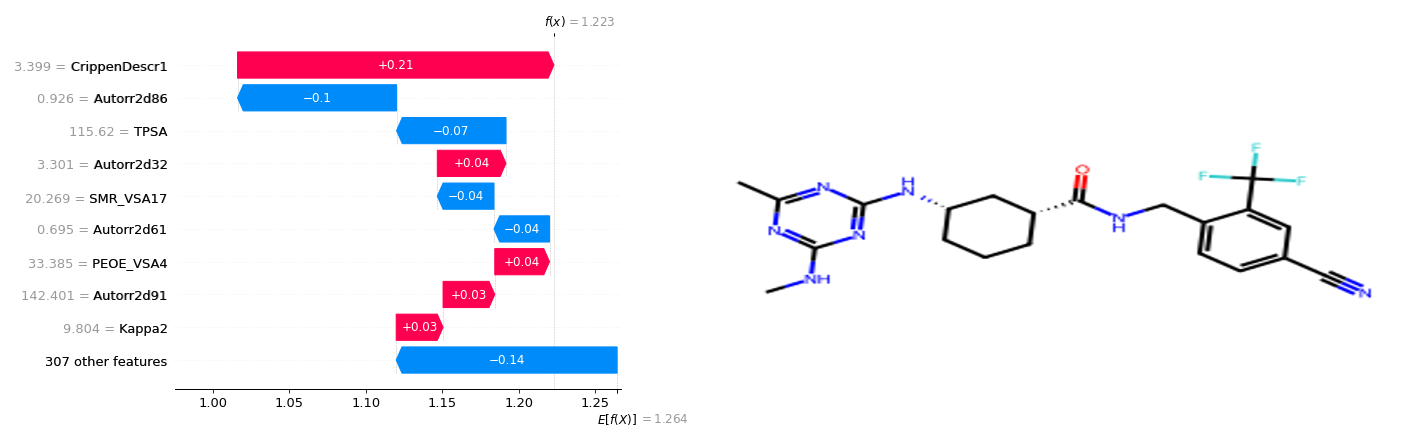 f(x) = 1.223
3.399 = CrippenDescr1
+0.21
0.926 = Autorr2d86
−0.1
115.62 = TPSA
−0.07
3.301 = Autorr2d32
+0.04
20.269 = SMR_VSA17
−0.04
0.695 = Autorr2d61
−0.04
33.385 = PEOE_VSA4
+0.04
142.401 = Autorr2d91
+0.03
9.804 = Kappa2
+0.03
307 other features
−0.14
1.00 1.05 1.10 1.15 1.20 1.25
E[f(X)] = 1.264
F
F F
O
H
N
N
N
N
N
H
NH
N